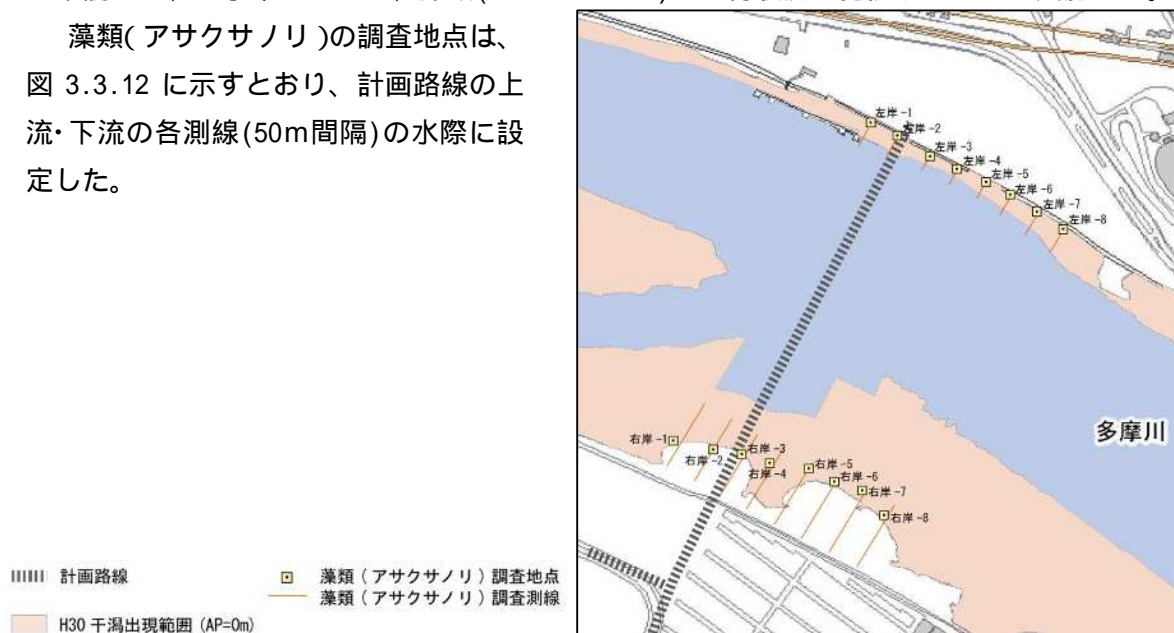 藻類(アサクサノリ)の調査地点は、
図 3.3.12 に示すとおり、計画路線の上
流・下流の各測線(50m間隔)の水際に設
定した。
左岸-1
左岸-2
左岸-3
左岸-4
左岸-5
左岸-6
左岸-7
左岸-8
多摩川
右岸-1
右岸-2
右岸-3
右岸-4
右岸-5
右岸-6
右岸-7
右岸-8
計画路線
藻類(アサクサノリ)調査地点
藻類(アサクサノリ)調査測線
H30 干潟出現範囲 (AP=0m)